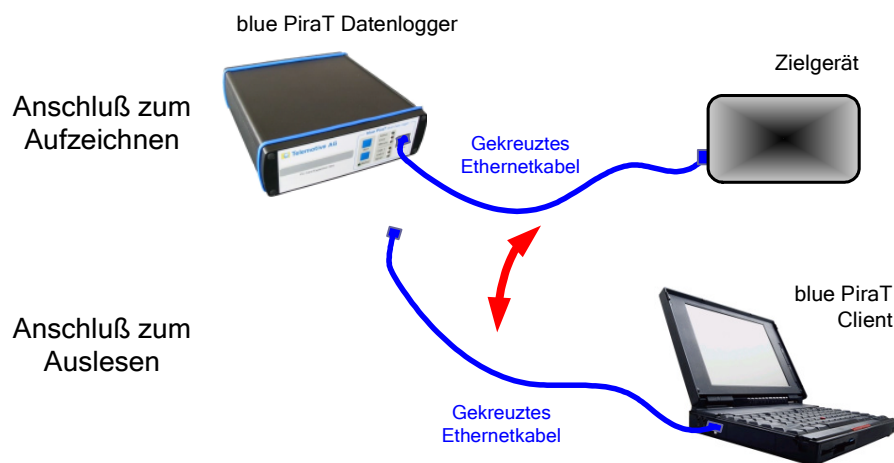 blue PiraT Datenlogger
Zielgerät
Anschluß zum
Aufzeichnen
Gekreuztes
Ethernetkabel
Telemotive AG
blue PiraT
Client
Anschluß zum
Auslesen
Gekreuztes
Ethernetkabel